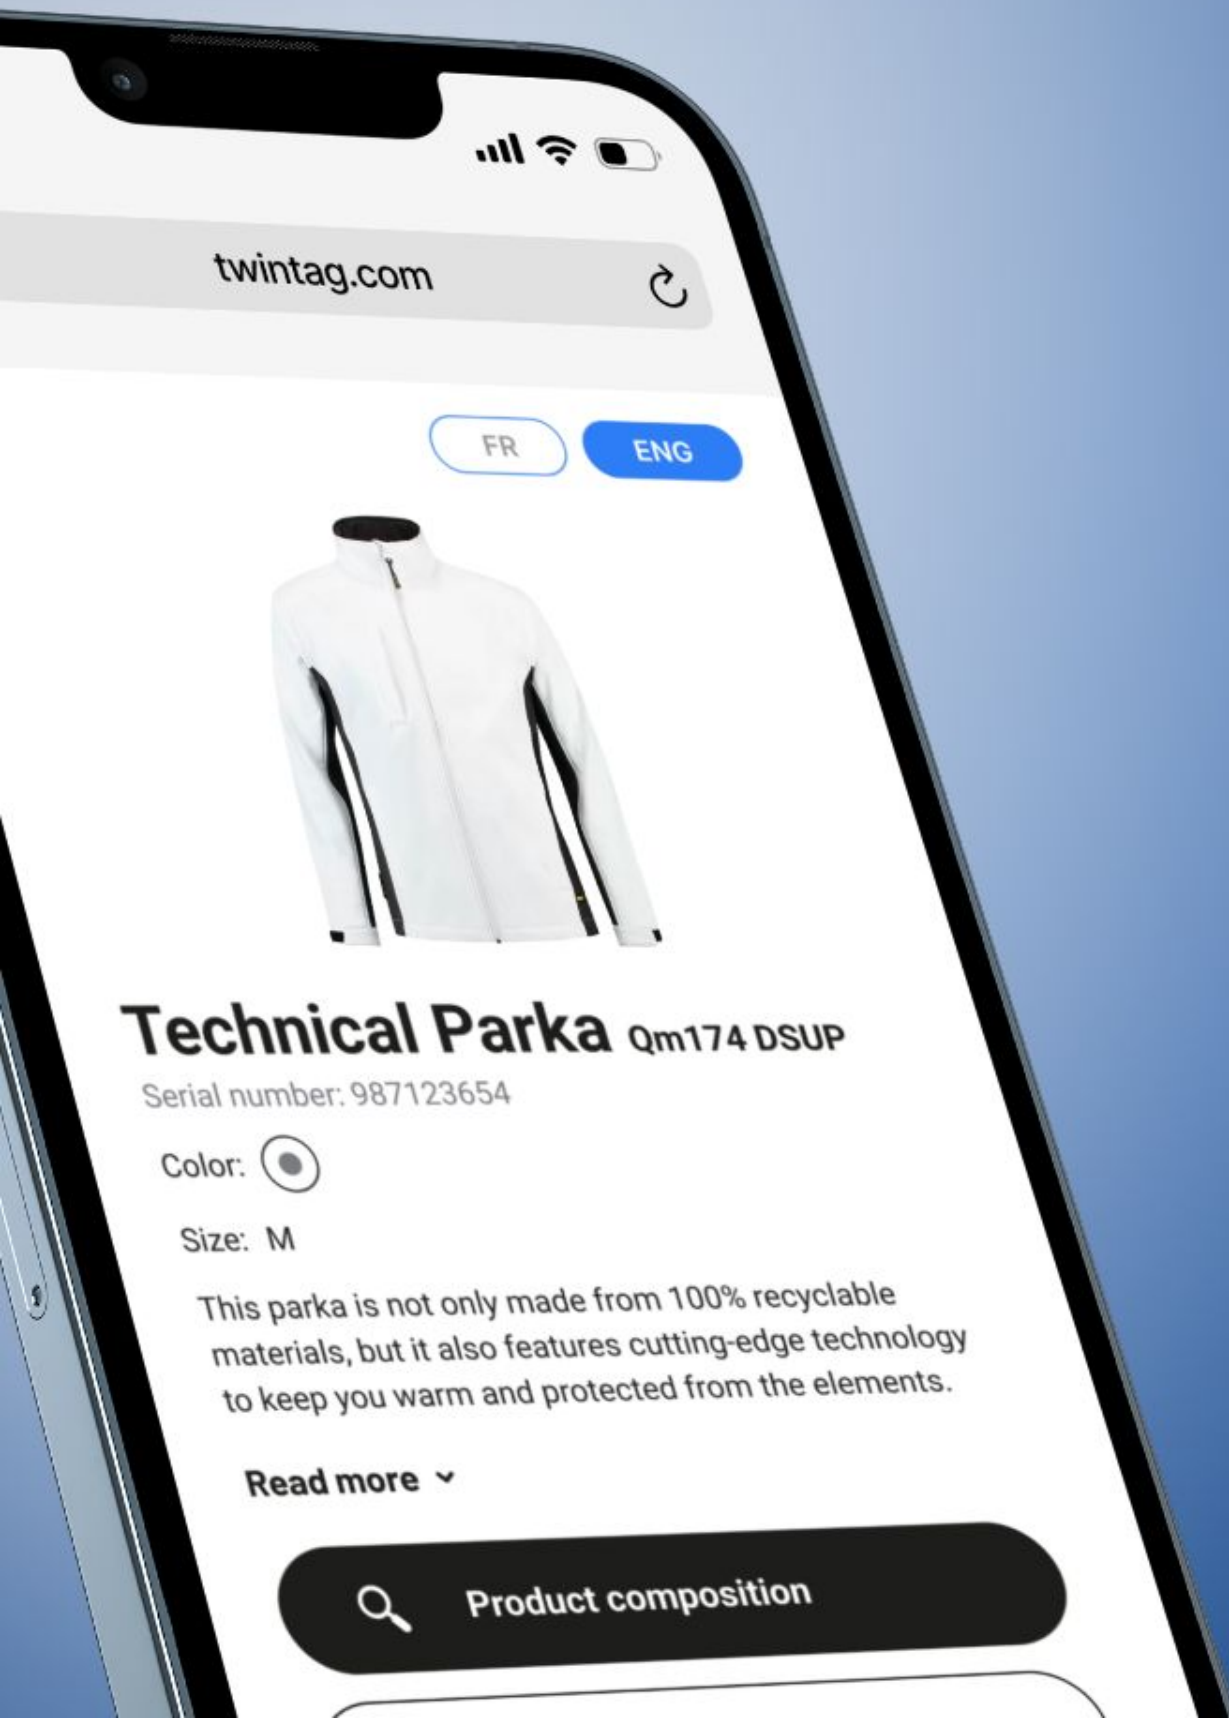 twintag.com
FR ENG
Technical Parka Qm174 DSUP
Serial number: 987123654
Color:
Size: M
This parka is not only made from 100% recyclable
materials, but it also features cutting-edge technology
to keep you warm and protected from the elements.
Read more
Product composition